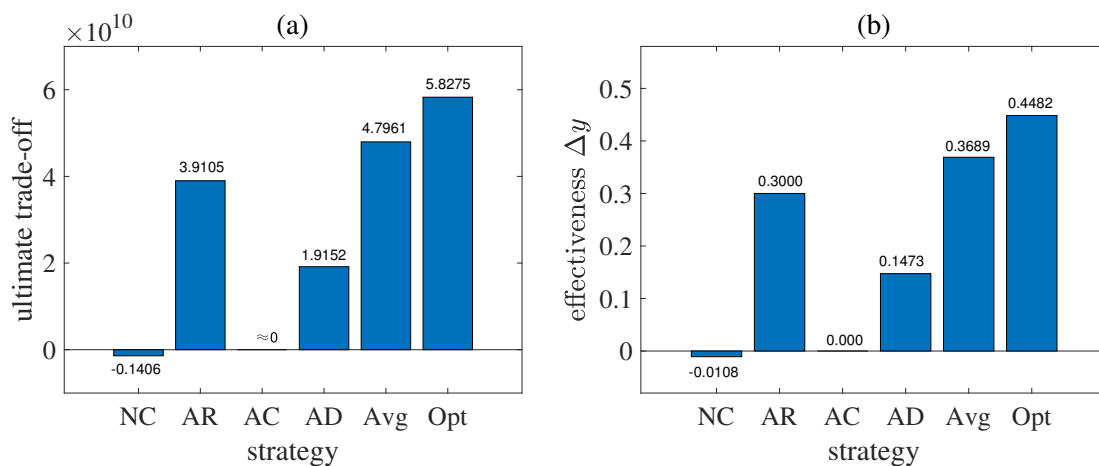 (a)
×10^10
ultimate trade-off
6
4
2
0
-0.1406
3.9105
≈0
1.9152
4.7961
5.8275
NC AR AC AD Avg Opt
strategy
(b)
effectiveness Δy
0.5
0.4
0.3
0.2
0.1
0
-0.0108
0.3000
0.000
0.1473
0.3689
0.4482
NC AR AC AD Avg Opt
strategy